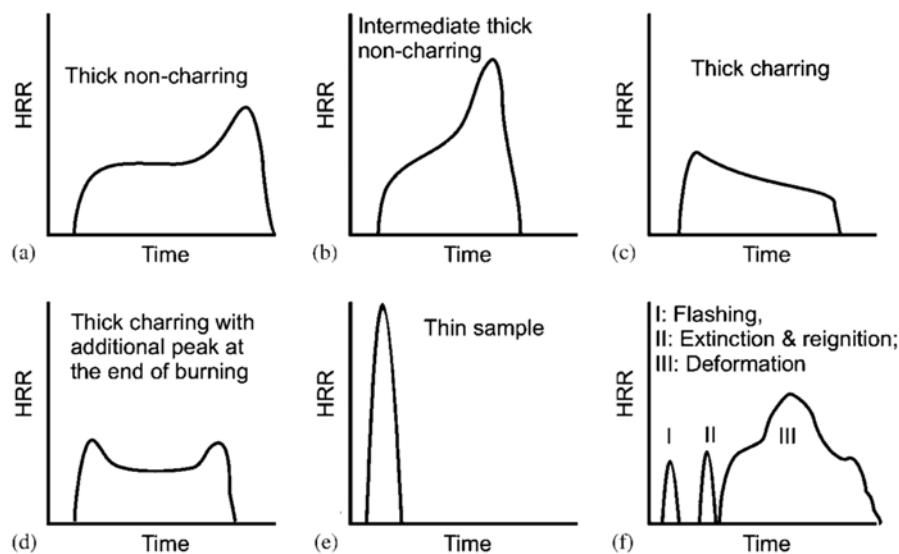 HRR
Thick non-charring
(a)
Time
HRR
Intermediate thick
non-charring
(b)
Time
HRR
Thick charring
(c)
Time
HRR
Thick charring with
additional peak at
the end of burning
(d)
Time
HRR
Thin sample
(e)
Time
HRR
I: Flashing,
II: Extinction & reignition;
III: Deformation
I
II
III
(f)
Time